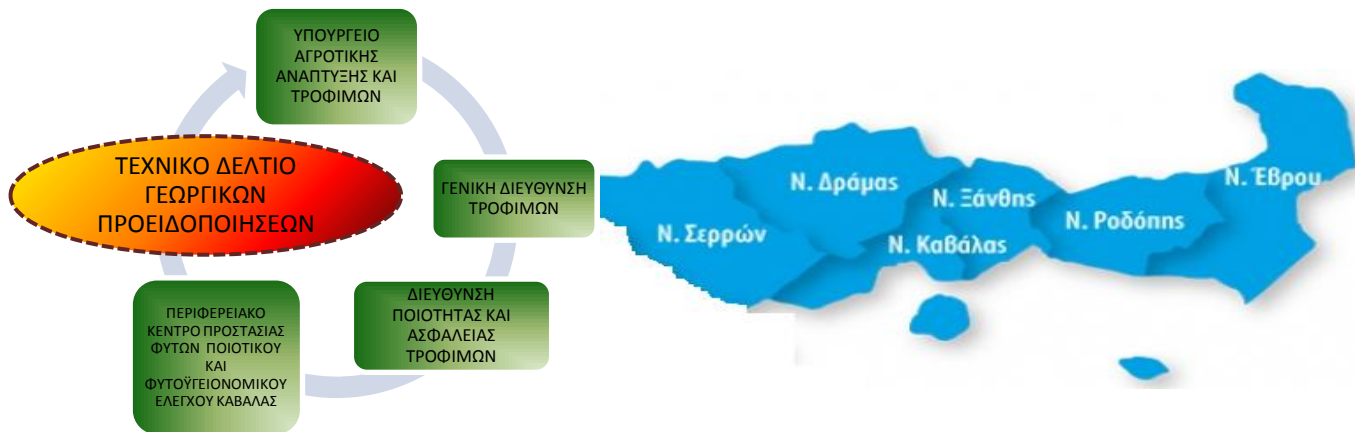 ΥΠΟΥΡΓΕΙΟ
ΑΓΡΟΤΙΚΗΣ
ΑΝΑΠΤΥΞΗΣ ΚΑΙ
ΤΡΟΦΙΜΩΝ
ΓΕΝΙΚΗ ΔΙΕΥΘΥΝΣΗ
ΤΡΟΦΙΜΩΝ
ΔΙΕΥΘΥΝΣΗ
ΠΟΙΟΤΗΤΑΣ ΚΑΙ
ΑΣΦΑΛΕΙΑΣ
ΤΡΟΦΙΜΩΝ
ΠΕΡΙΦΕΡΕΙΑΚΟ
ΚΕΝΤΡΟ ΠΡΟΣΤΑΣΙΑΣ
ΦΥΤΩΝ ΠΟΙΟΤΙΚΟΥ
ΚΑΙ
ΦΥΤΟΫΓΕΙΟΝΟΜΙΚΟΥ
ΕΛΕΓΧΟΥ ΚΑΒΑΛΑΣ
ΤΕΧΝΙΚΟ ΔΕΛΤΙΟ
ΓΕΩΡΓΙΚΩΝ
ΠΡΟΕΙΔΟΠΟΙΗΣΕΩΝ
Ν. Σερρών
Ν. Δράμας
Ν. Καβάλας
Ν. Ξάνθης
Ν. Ροδόπης
Ν. Έβρου